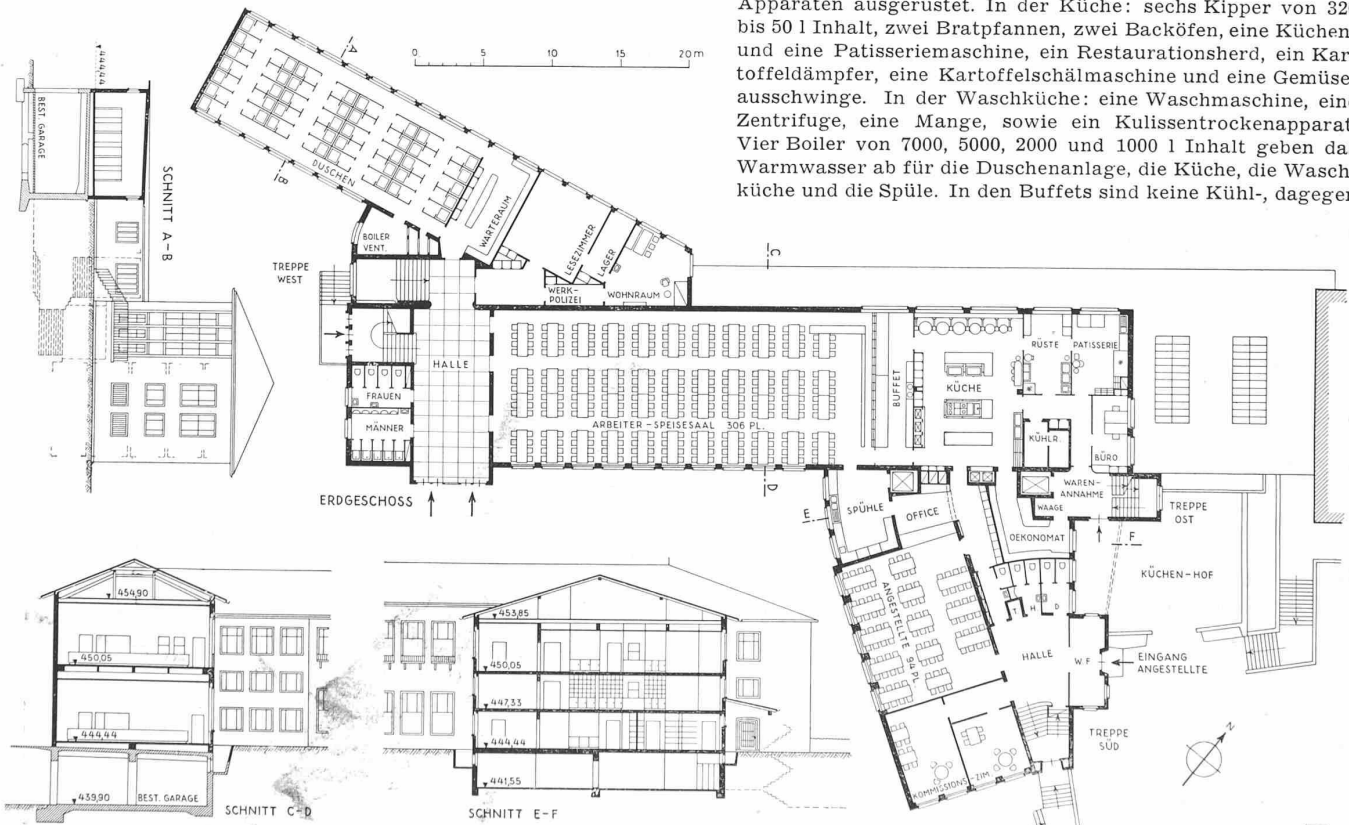 Apparaten ausgerüstet. In der Küche: sechs Kipper von 320
bis 50 l Inhalt, zwei Bratpfannen, zwei Backöfen, eine Küchen-
und eine Patisseriemaschine, ein Restaurationsherd, ein Kar-
toffeldämpfer, eine Kartoffelschälmaschine und eine Gemüse-
ausschwinge. In der Waschküche: eine Waschmaschine, eine
Zentrifuge, eine Mange, sowie ein Kulissentrockenapparat.
Vier Boiler von 7000, 5000, 2000 und 1000 l Inhalt geben das
Warmwasser ab für die Duschenanlage, die Küche, die Wasch-
küche und die Spüle. In den Buffets sind keine Kühl-, dagegen
0 5 10 15 20 m
A
B
444,44
BEST. GARAGE
SCHNITT A-B
DUSCHEN
WARTERAUM
BOILER
VENT.
LESEZIMMER
LAGER
WERK-
POLIZEI
WOHNRAUM
TREPPE
WEST
HALLE
FRAUEN
MÄNNER
ERDGESCHOSS
ARBEITER-SPEISESAAL 306 PL.
C
D
BUFFET
KÜCHE
RÜSTE
PATISSERIE
KÜHLR.
BÜRO
WAREN-
ANNAHME
WAAGE
TREPPE
OST
E
F
SPÜHLE
OFFICE
OEKONOMAT
KÜCHEN-HOF
ANGESTELLTE 94 PL.
T H D
HALLE
W.F
EINGANG
ANGESTELLTE
TREPPE
SÜD
KOMMISSIONS-ZIM.
N
454,90
450,05
444,44
439,90
BEST. GARAGE
SCHNITT C-D
453,85
450,05
447,33
444,44
441,55
SCHNITT E-F